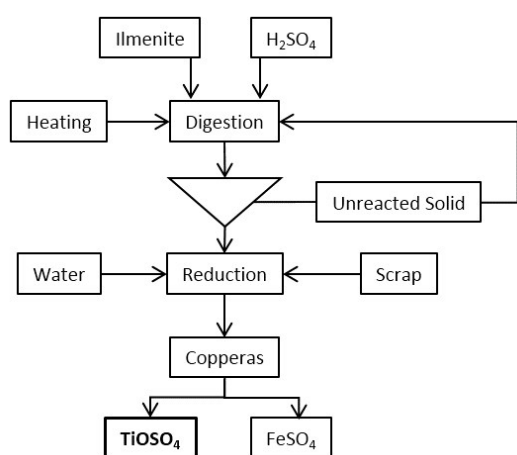 Ilmenite
H₂SO₄
Heating
Digestion
Unreacted Solid
Water
Reduction
Scrap
Copperas
TiOSO₄
FeSO₄